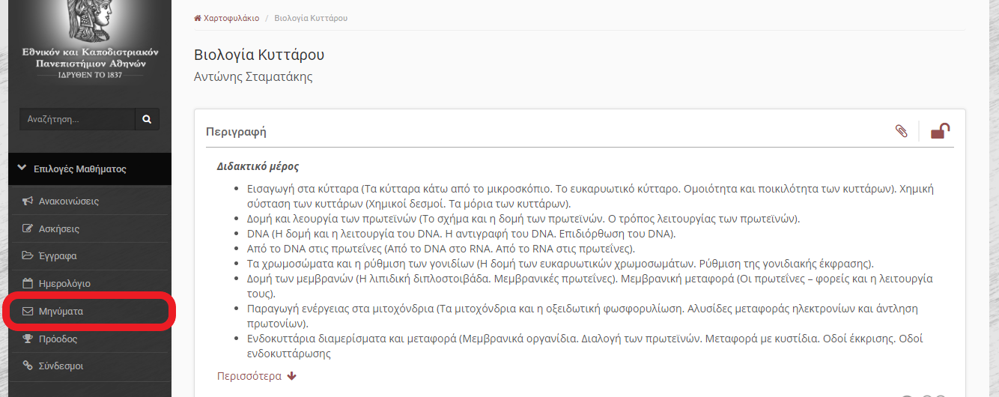 Εθνικόν και Καποδιστριακόν
Πανεπιστήμιον Αθηνών
ΙΔΡΥΘΕΝ ΤΟ 1837
Αναζήτηση...
Επιλογές Μαθήματος
Ανακοινώσεις
Ασκήσεις
Έγγραφα
Ημερολόγιο
Μηνύματα
Πρόοδος
Σύνδεσμοι
Χαρτοφυλάκιο / Βιολογία Κυττάρου
Βιολογία Κυττάρου
Αντώνης Σταματάκης
Περιγραφή
Διδακτικό μέρος
• Εισαγωγή στα κύτταρα (Τα κύτταρα κάτω από το μικροσκόπιο. Το ευκαρυωτικό κύτταρο. Ομοιότητα και ποικιλότητα των κυττάρων). Χημική
σύσταση των κυττάρων (Χημικοί δεσμοί. Τα μόρια των κυττάρων).
• Δομή και λεουργία των πρωτεϊνών (Το σχήμα και η δομή των πρωτεϊνών. Ο τρόπος λειτουργίας των πρωτεϊνών).
• DNA (Η δομή και η λειτουργία του DNA. Η αντιγραφή του DNA. Επιδιόρθωση του DNA).
• Από το DNA στις πρωτεΐνες (Από το DNA στο RNA. Από το RNA στις πρωτεΐνες).
• Τα χρωμοσώματα και η ρύθμιση των γονιδίων (Η δομή των ευκαρυωτικών χρωμοσωμάτων. Ρύθμιση της γονιδιακής έκφρασης).
• Δομή των μεμβρανών (Η λιπιδική διπλοστοιβάδα. Μεμβρανικές πρωτεΐνες). Μεμβρανική μεταφορά (Οι πρωτεΐνες – φορείς και η λειτουργία
τους).
• Παραγωγή ενέργειας στα μιτοχόνδρια (Τα μιτοχόνδρια και η οξειδωτική φωσφορυλίωση. Αλυσίδες μεταφοράς ηλεκτρονίων και άντληση
πρωτονίων).
• Ενδοκυττάρια διαμερίσματα και μεταφορά (Μεμβρανικά οργανίδια. Διαλογή των πρωτεϊνών. Μεταφορά με κυστίδια. Οδοί έκκρισης. Οδοί
ενδοκυττάρωσης
Περισσότερα